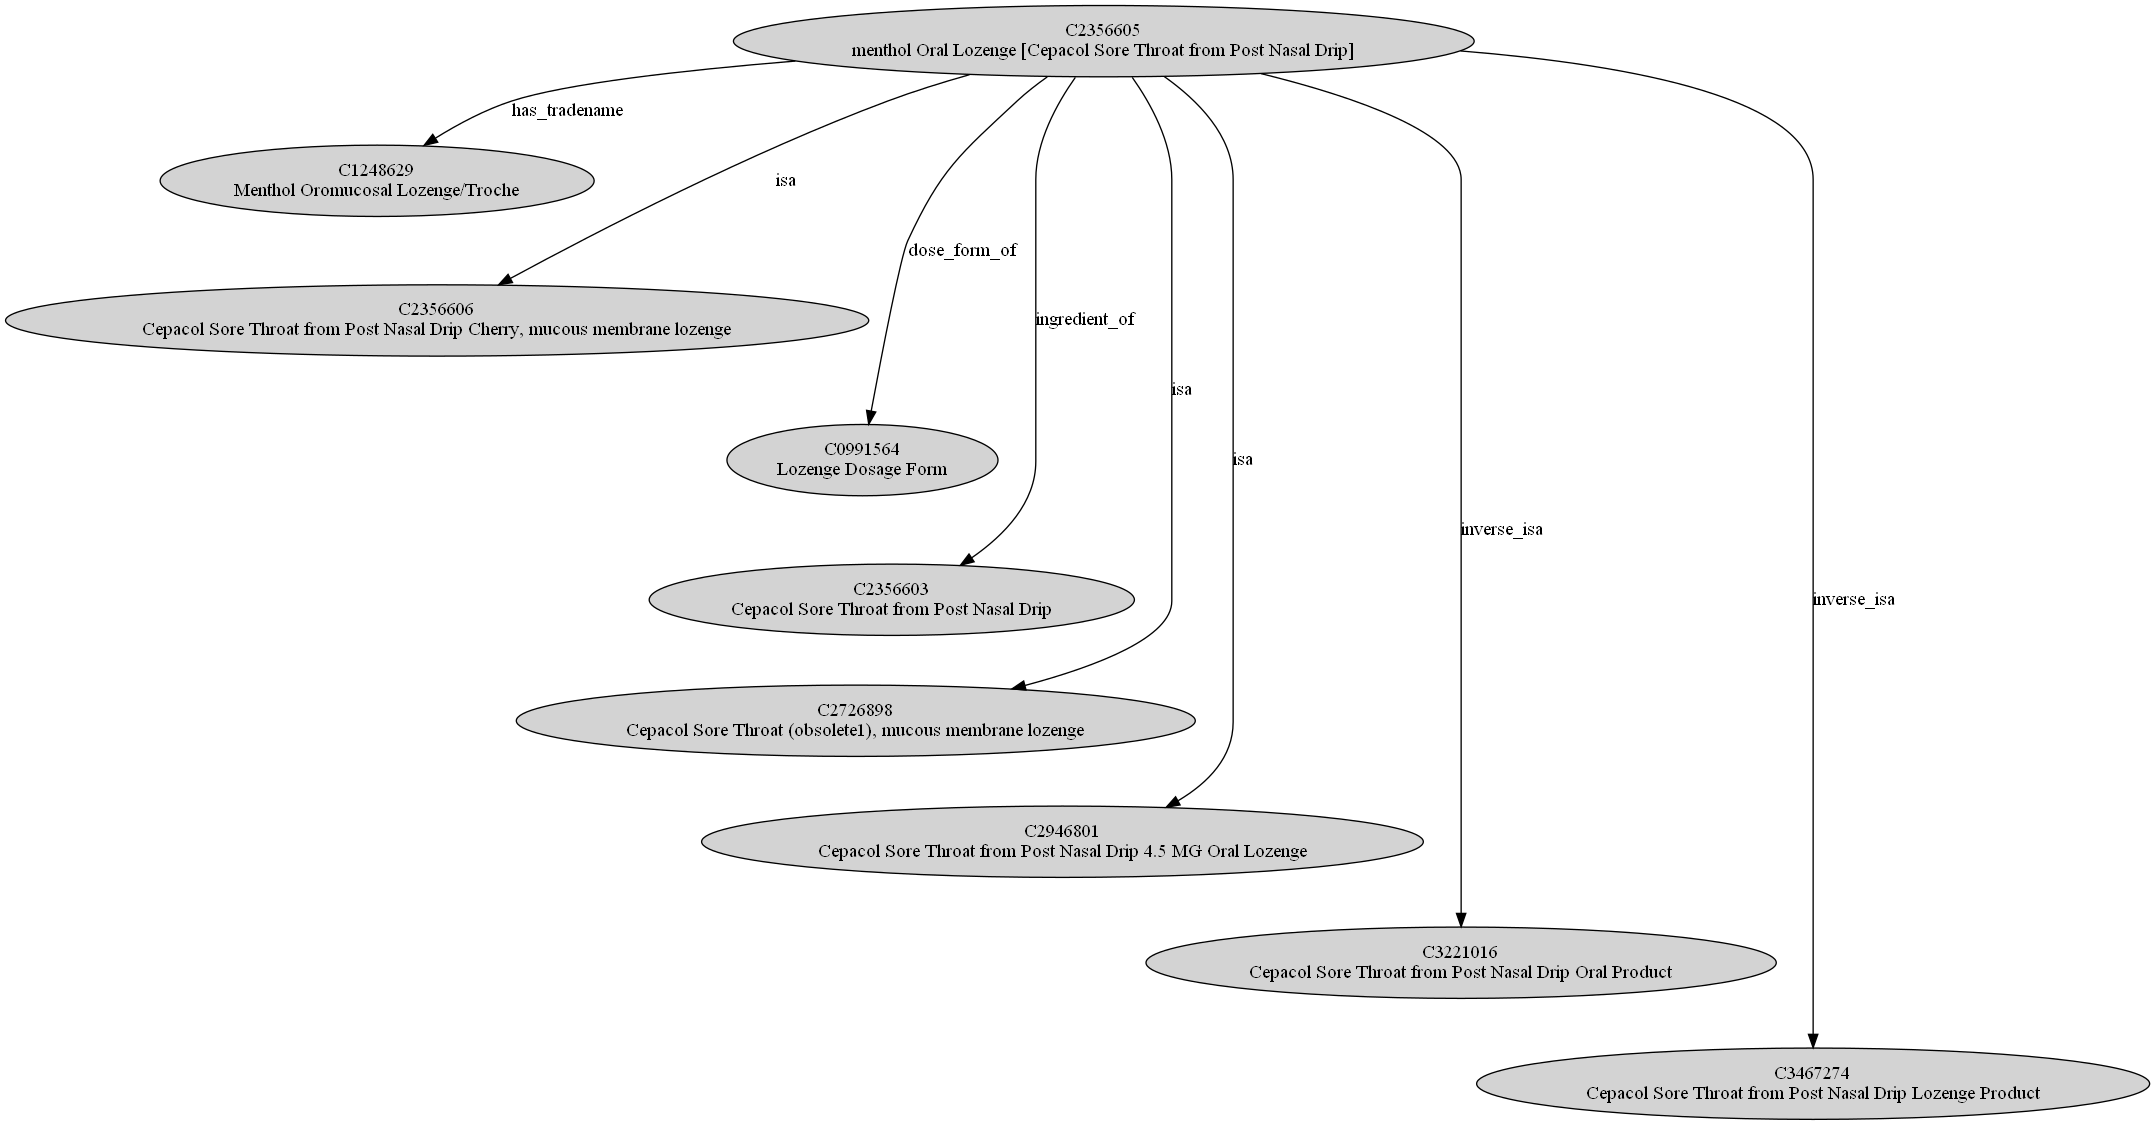 C2356605
menthol Oral Lozenge [Cepacol Sore Throat from Post Nasal Drip]
has_tradename
C1248629
Menthol Oromucosal Lozenge/Troche
isa
dose_form_of
C2356606
Cepacol Sore Throat from Post Nasal Drip Cherry, mucous membrane lozenge
ingredient_of
isa
C0991564
Lozenge Dosage Form
isa
inverse_isa
C2356603
Cepacol Sore Throat from Post Nasal Drip
inverse_isa
C2726898
Cepacol Sore Throat (obsolete1), mucous membrane lozenge
C2946801
Cepacol Sore Throat from Post Nasal Drip 4.5 MG Oral Lozenge
C3221016
Cepacol Sore Throat from Post Nasal Drip Oral Product
C3467274
Cepacol Sore Throat from Post Nasal Drip Lozenge Product